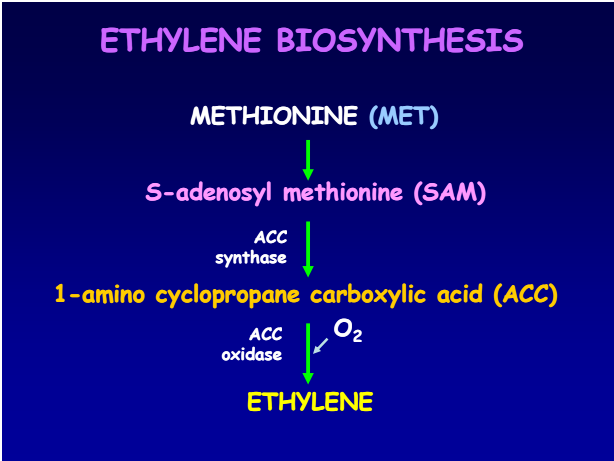 ETHYLENE BIOSYNTHESIS
METHIONINE (MET)
S-adenosyl methionine (SAM)
ACC
synthase
1-amino cyclopropane carboxylic acid (ACC)
ACC
oxidase
O₂
ETHYLENE